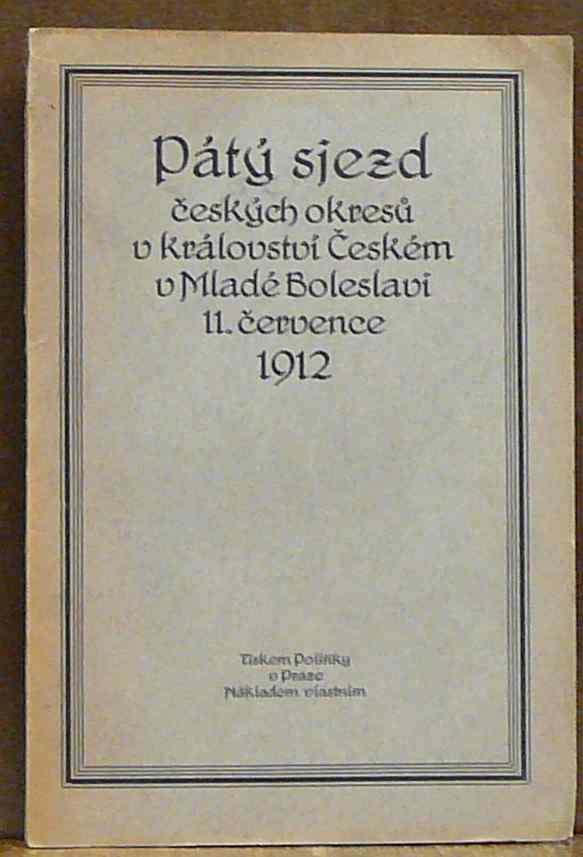 Pátý sjezd
českých okresů
v království Českém
v Mladé Boleslavi
11. července
1912
Tiskem Politiky
v Praze
Nákladem vlastním